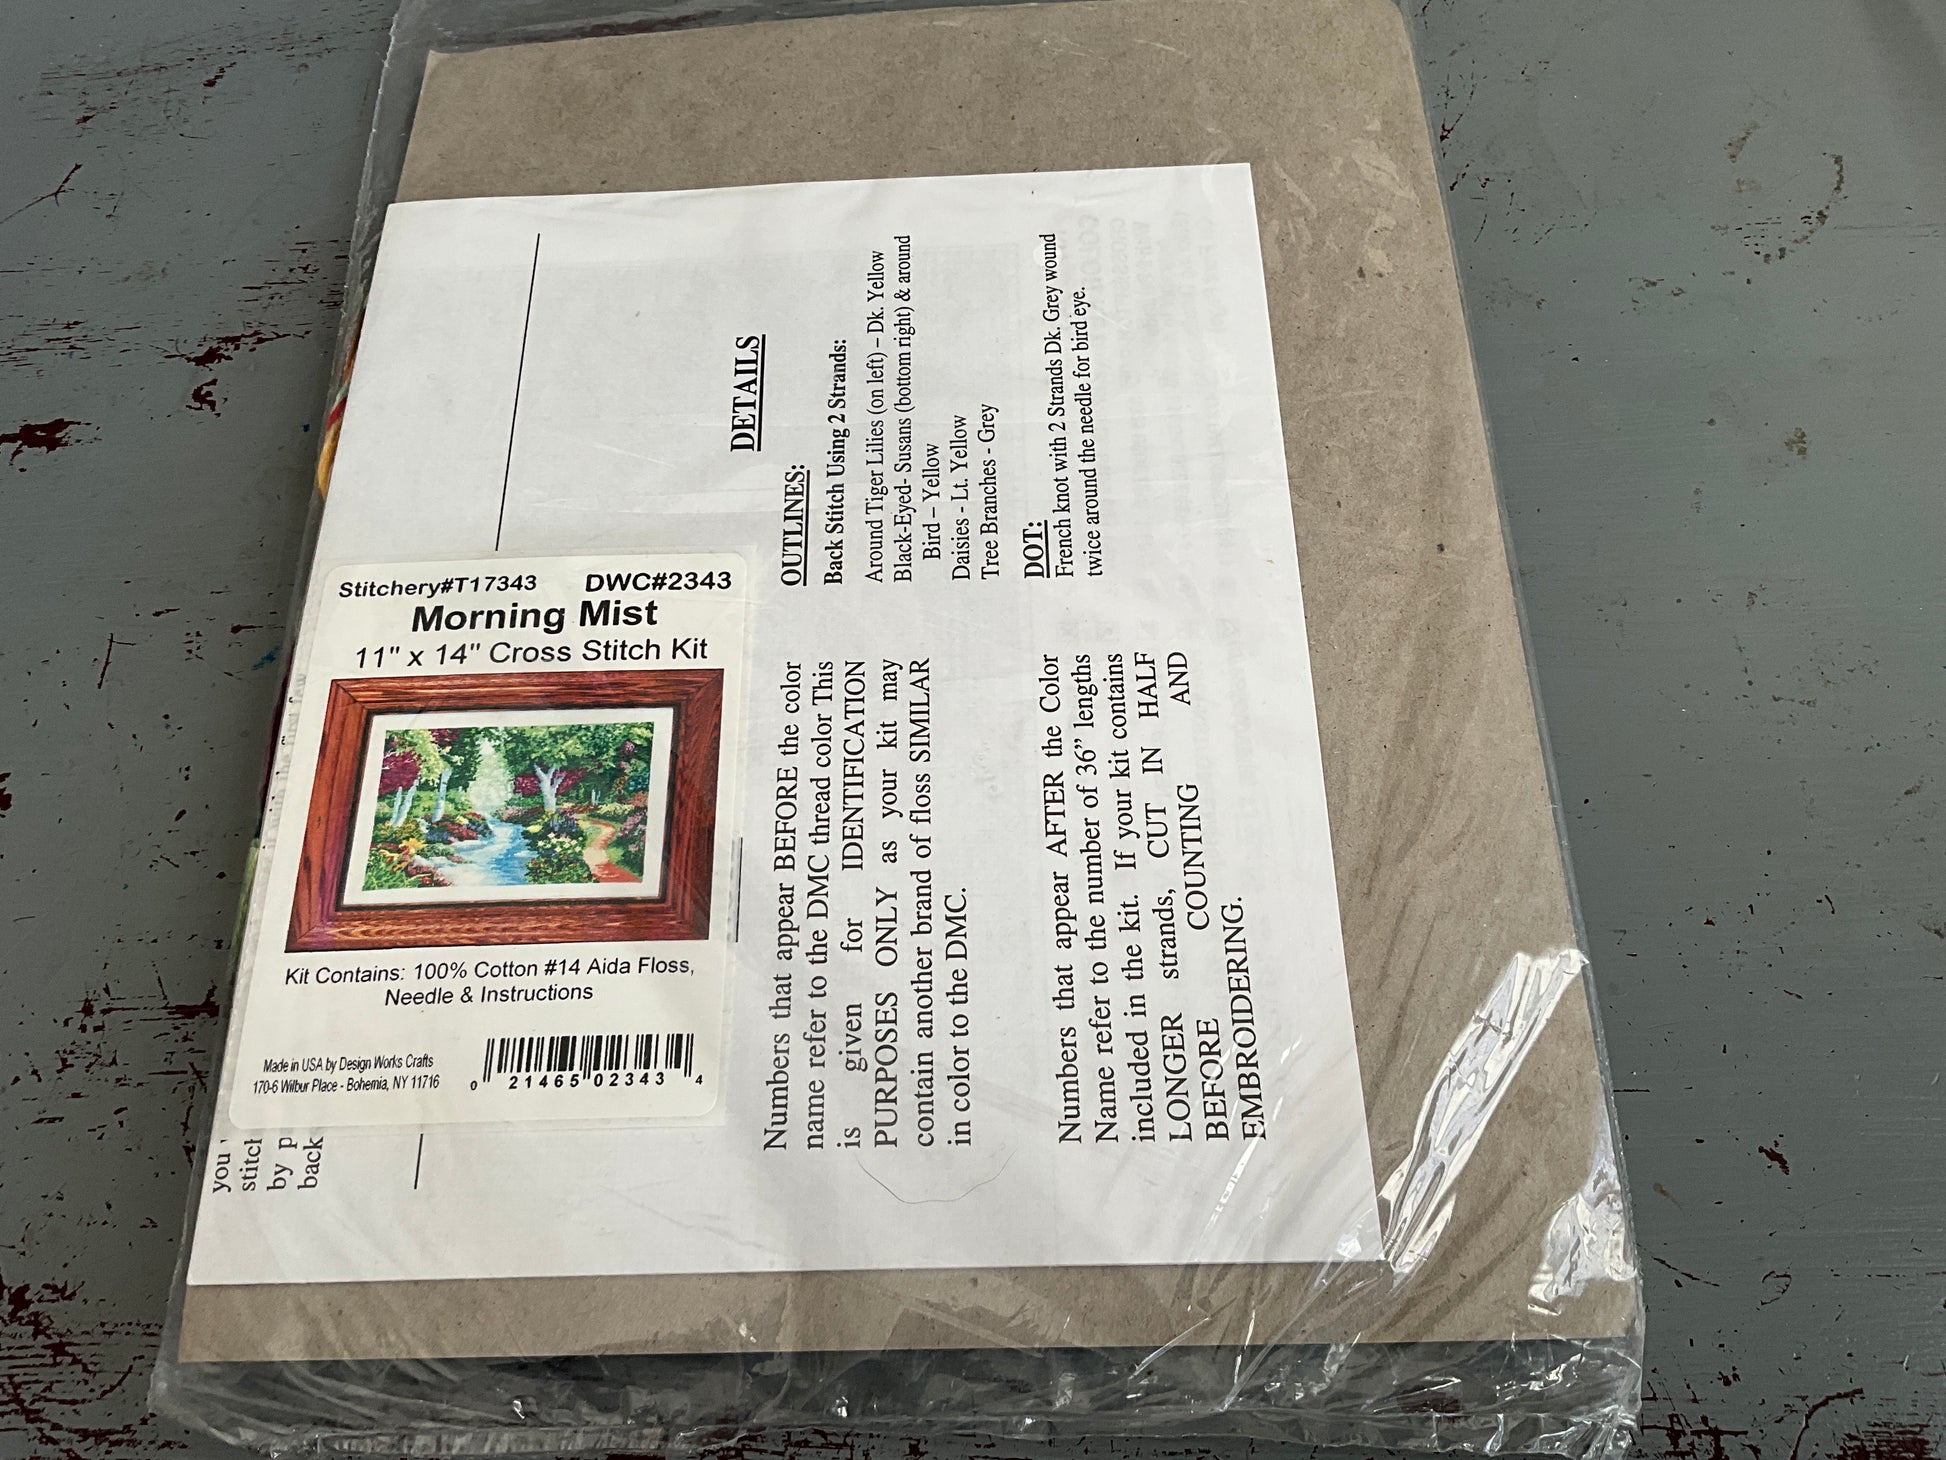 Stitchery#T17343 DWC#2343
Morning Mist
11" x 14" Cross Stitch Kit
Kit Contains: 100% Cotton #14 Aida Floss,
Needle & Instructions
Made in USA by Design Works Crafts
170-6 Wilbur Place - Bohemia, NY 11716
0 21465 02343 4
you
stitch
by p
back
Numbers that appear BEFORE the color
name refer to the DMC thread color This
is given for IDENTIFICATION
PURPOSES ONLY as your kit may
contain another brand of floss SIMILAR
in color to the DMC.
Numbers that appear AFTER the Color
Name refer to the number of 36” lengths
included in the kit. If your kit contains
LONGER strands, CUT IN HALF
BEFORE COUNTING AND
EMBROIDERING.
DETAILS
OUTLINES:
Back Stitch Using 2 Strands:
Around Tiger Lilies (on left) – Dk. Yellow
Black-Eyed- Susans (bottom right) & around
Bird – Yellow
Daisies - Lt. Yellow
Tree Branches - Grey
DOT:
French knot with 2 Strands Dk. Grey wound
twice around the needle for bird eye.